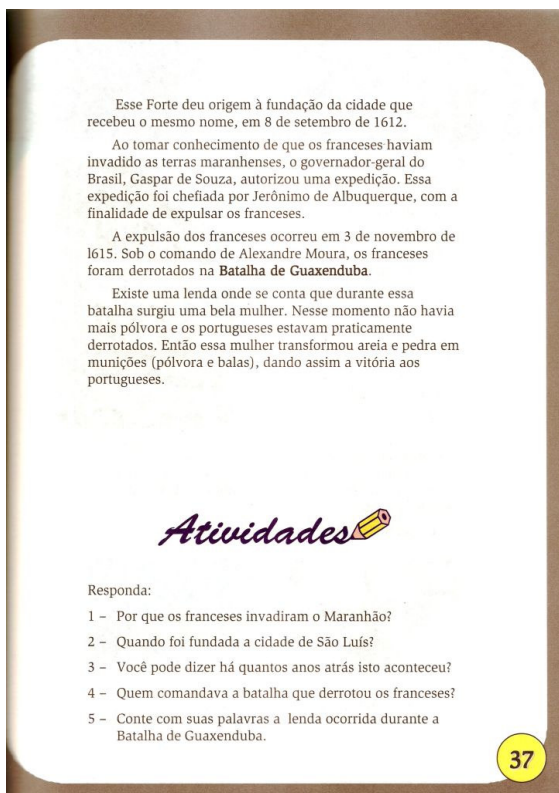 Esse Forte deu origem à fundação da cidade que
recebeu o mesmo nome, em 8 de setembro de 1612.
Ao tomar conhecimento de que os franceses haviam
invadido as terras maranhenses, o governador-geral do
Brasil, Gaspar de Souza, autorizou uma expedição. Essa
expedição foi chefiada por Jerônimo de Albuquerque, com a
finalidade de expulsar os franceses.
A expulsão dos franceses ocorreu em 3 de novembro de
l615. Sob o comando de Alexandre Moura, os franceses
foram derrotados na Batalha de Guaxenduba.
Existe uma lenda onde se conta que durante essa
batalha surgiu uma bela mulher. Nesse momento não havia
mais pólvora e os portugueses estavam praticamente
derrotados. Então essa mulher transformou areia e pedra em
munições (pólvora e balas), dando assim a vitória aos
portugueses.
Atividades
Responda:
1 – Por que os franceses invadiram o Maranhão?
2 – Quando foi fundada a cidade de São Luís?
3 – Você pode dizer há quantos anos atrás isto aconteceu?
4 – Quem comandava a batalha que derrotou os franceses?
5 – Conte com suas palavras a lenda ocorrida durante a
Batalha de Guaxenduba.
37